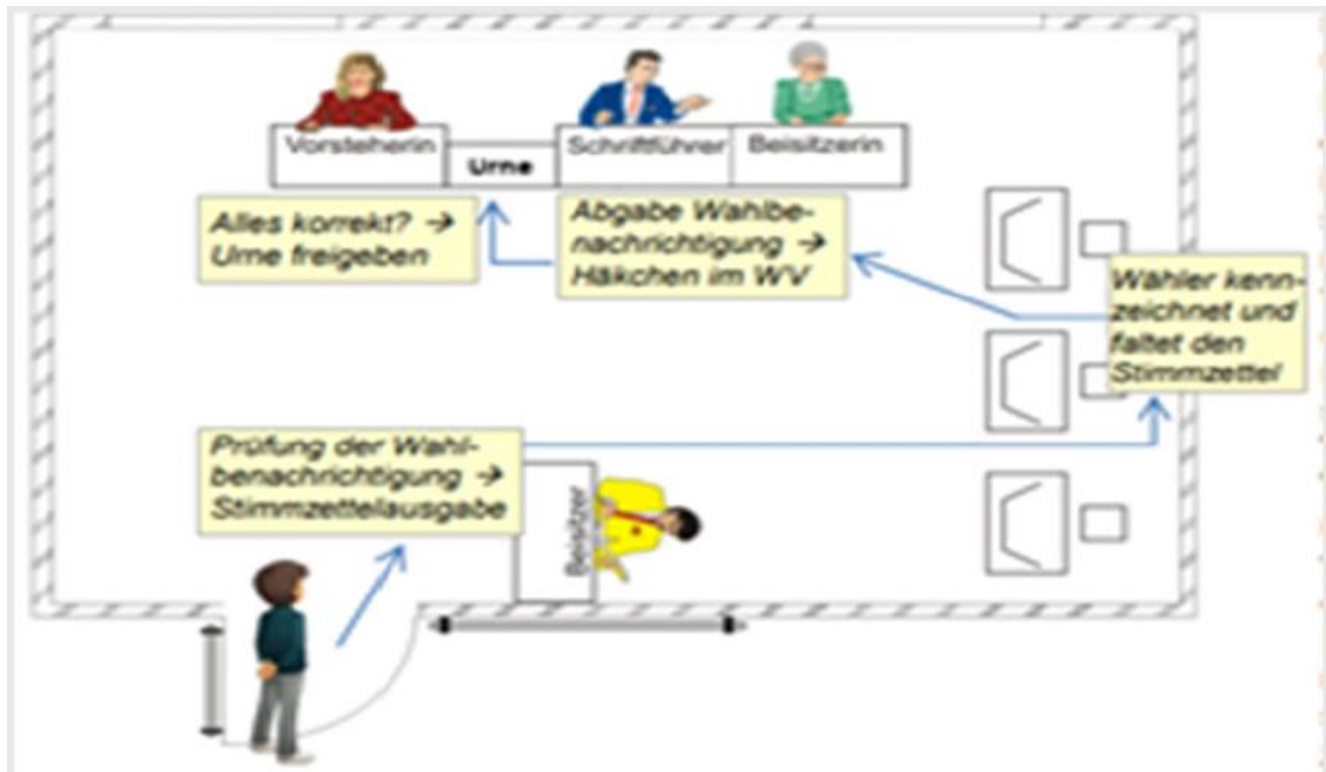 Vorsteherin
Urne
Schriftführer
Beisitzerin
Alles korrekt? →
Urne freigeben
Abgabe Wahlbe-
nachrichtigung →
Häkchen im WV
Wähler kenn-
zeichnet und
faltet den
Stimmzettel
Prüfung der Wahl-
benachrichtigung →
Stimmzettelausgabe
Beisitzer